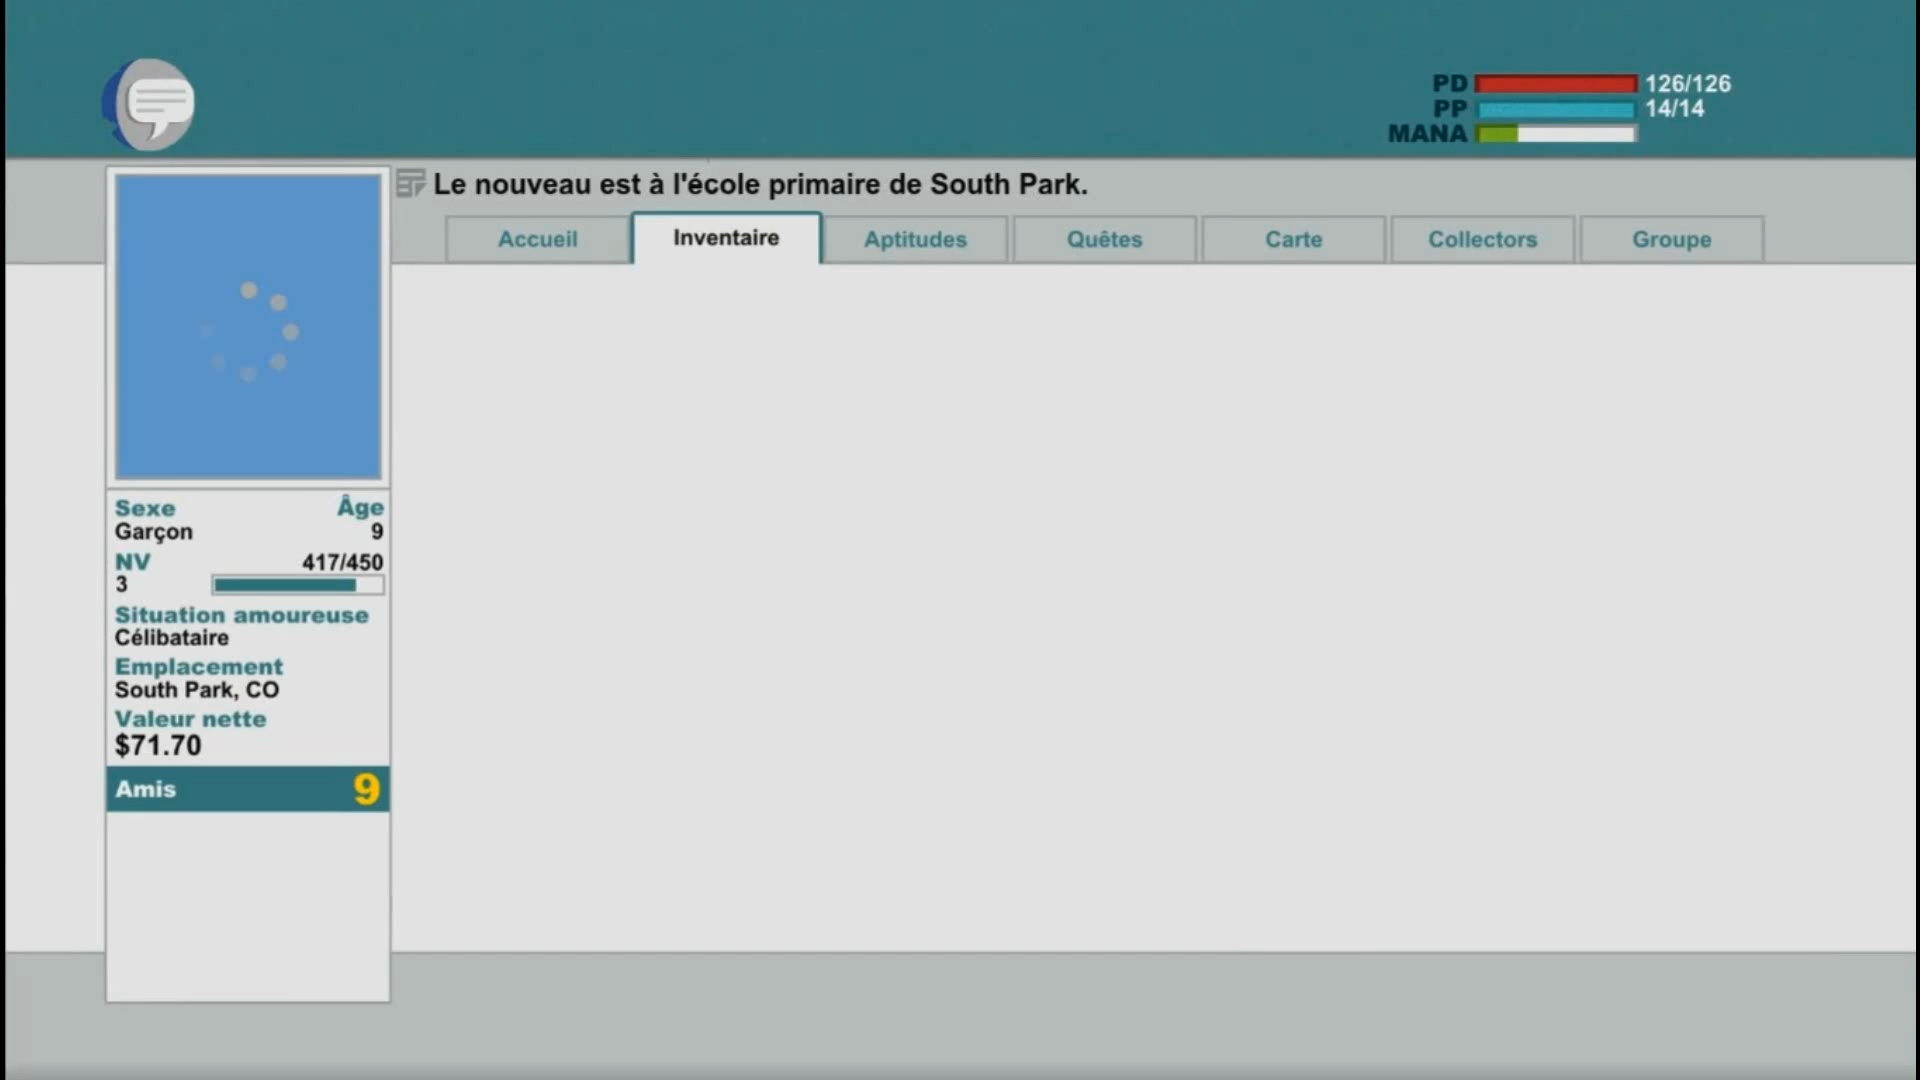 PD 126/126
PP 14/14
MANA
Le nouveau est à l'école primaire de South Park.
Accueil Inventaire Aptitudes Quêtes Carte Collectors Groupe
Sexe Âge
Garçon 9
NV 417/450
3
Situation amoureuse
Célibataire
Emplacement
South Park, CO
Valeur nette
$71.70
Amis 9